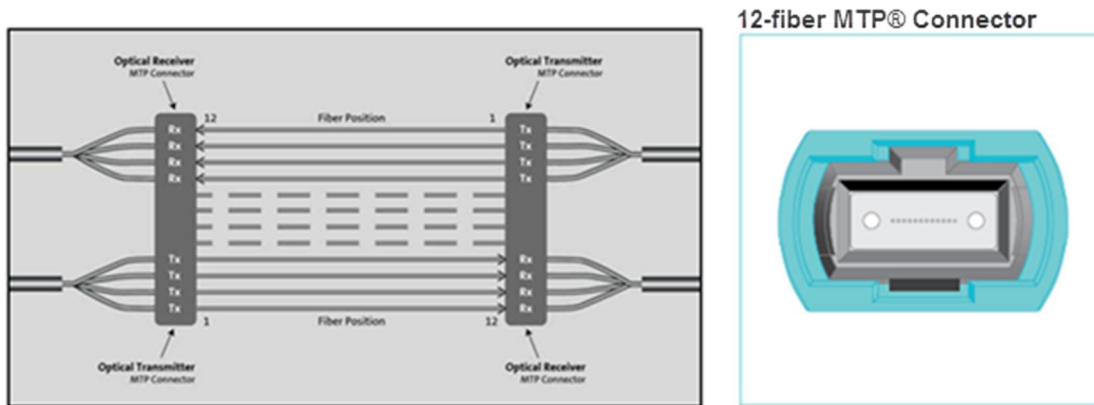 12-fiber MTP® Connector
Optical Receiver
MTP Connector
Optical Transmitter
MTP Connector
12
Fiber Position
1
Rx
Tx
Rx
Tx
Rx
Tx
Rx
Tx
Tx
Rx
Tx
Rx
Tx
Rx
Tx
Rx
1
Fiber Position
12
Optical Transmitter
MTP Connector
Optical Receiver
MTP Connector